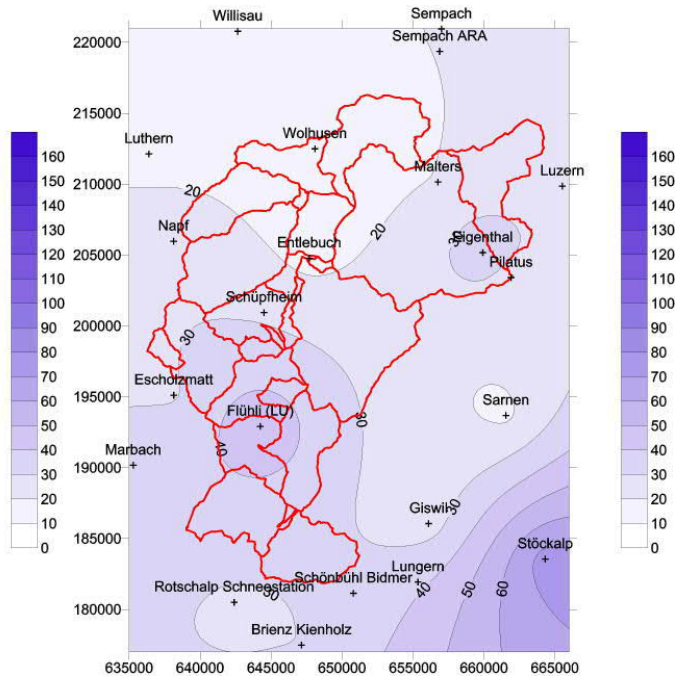 Willisau
Sempach
220000
Sempach ARA
215000
Wolhusen
Luthern
160
160
Malters
150
150
Luzern
210000
140
140
20
130
130
20
120
Napf
30
Eigenthal
120
205000
Entlebuch
110
Pilatus
110
100
100
Schüpfheim
90
200000
90
80
80
30
70
70
60
60
195000
Escholzmatt
Sarnen
50
50
Flühli (LU)
30
40
40
40
30
Marbach
30
20
190000
20
10
10
0
Giswil
30
0
185000
Stöckalp
Lungern
Rotschalp Schneestation
Schönbühl Bidmer
30
40
50
60
180000
Brienz Kienholz
635000 640000 645000 650000 655000 660000 665000